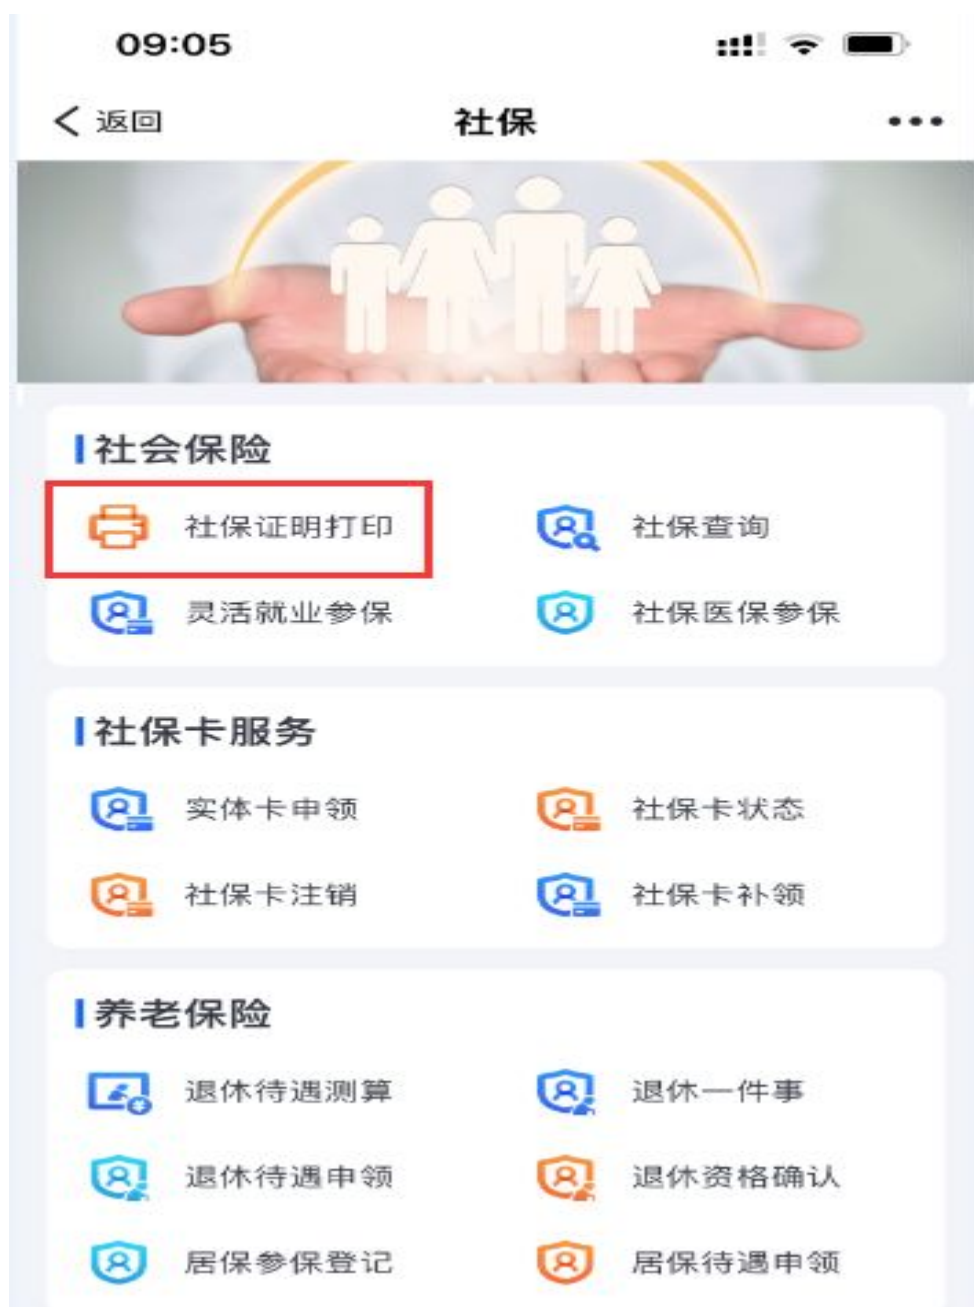 09:05
返回 社保
社会保险
社保证明打印 社保查询
灵活就业参保 社保医保参保
社保卡服务
实体卡申领 社保卡状态
社保卡注销 社保卡补领
养老保险
退休待遇测算 退休一件事
退休待遇申领 退休资格确认
居保参保登记 居保待遇申领